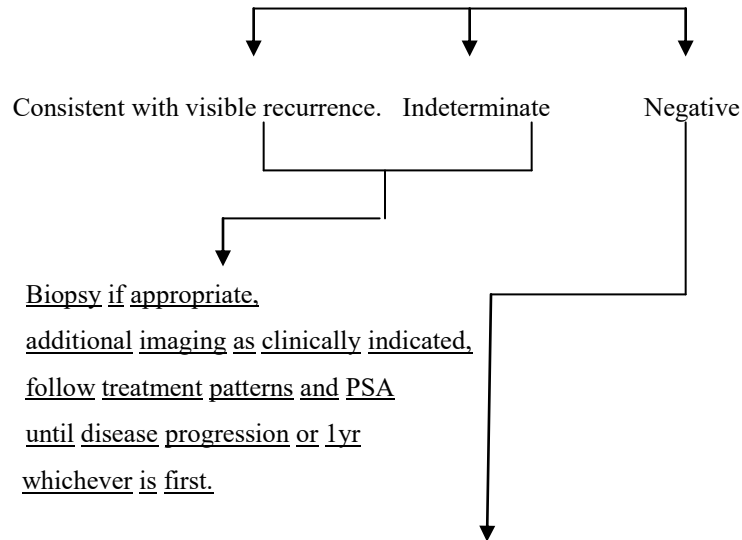 Consistent with visible recurrence. Indeterminate Negative
Biopsy if appropriate,
additional imaging as clinically indicated,
follow treatment patterns and PSA
until disease progression or 1yr
whichever is first.